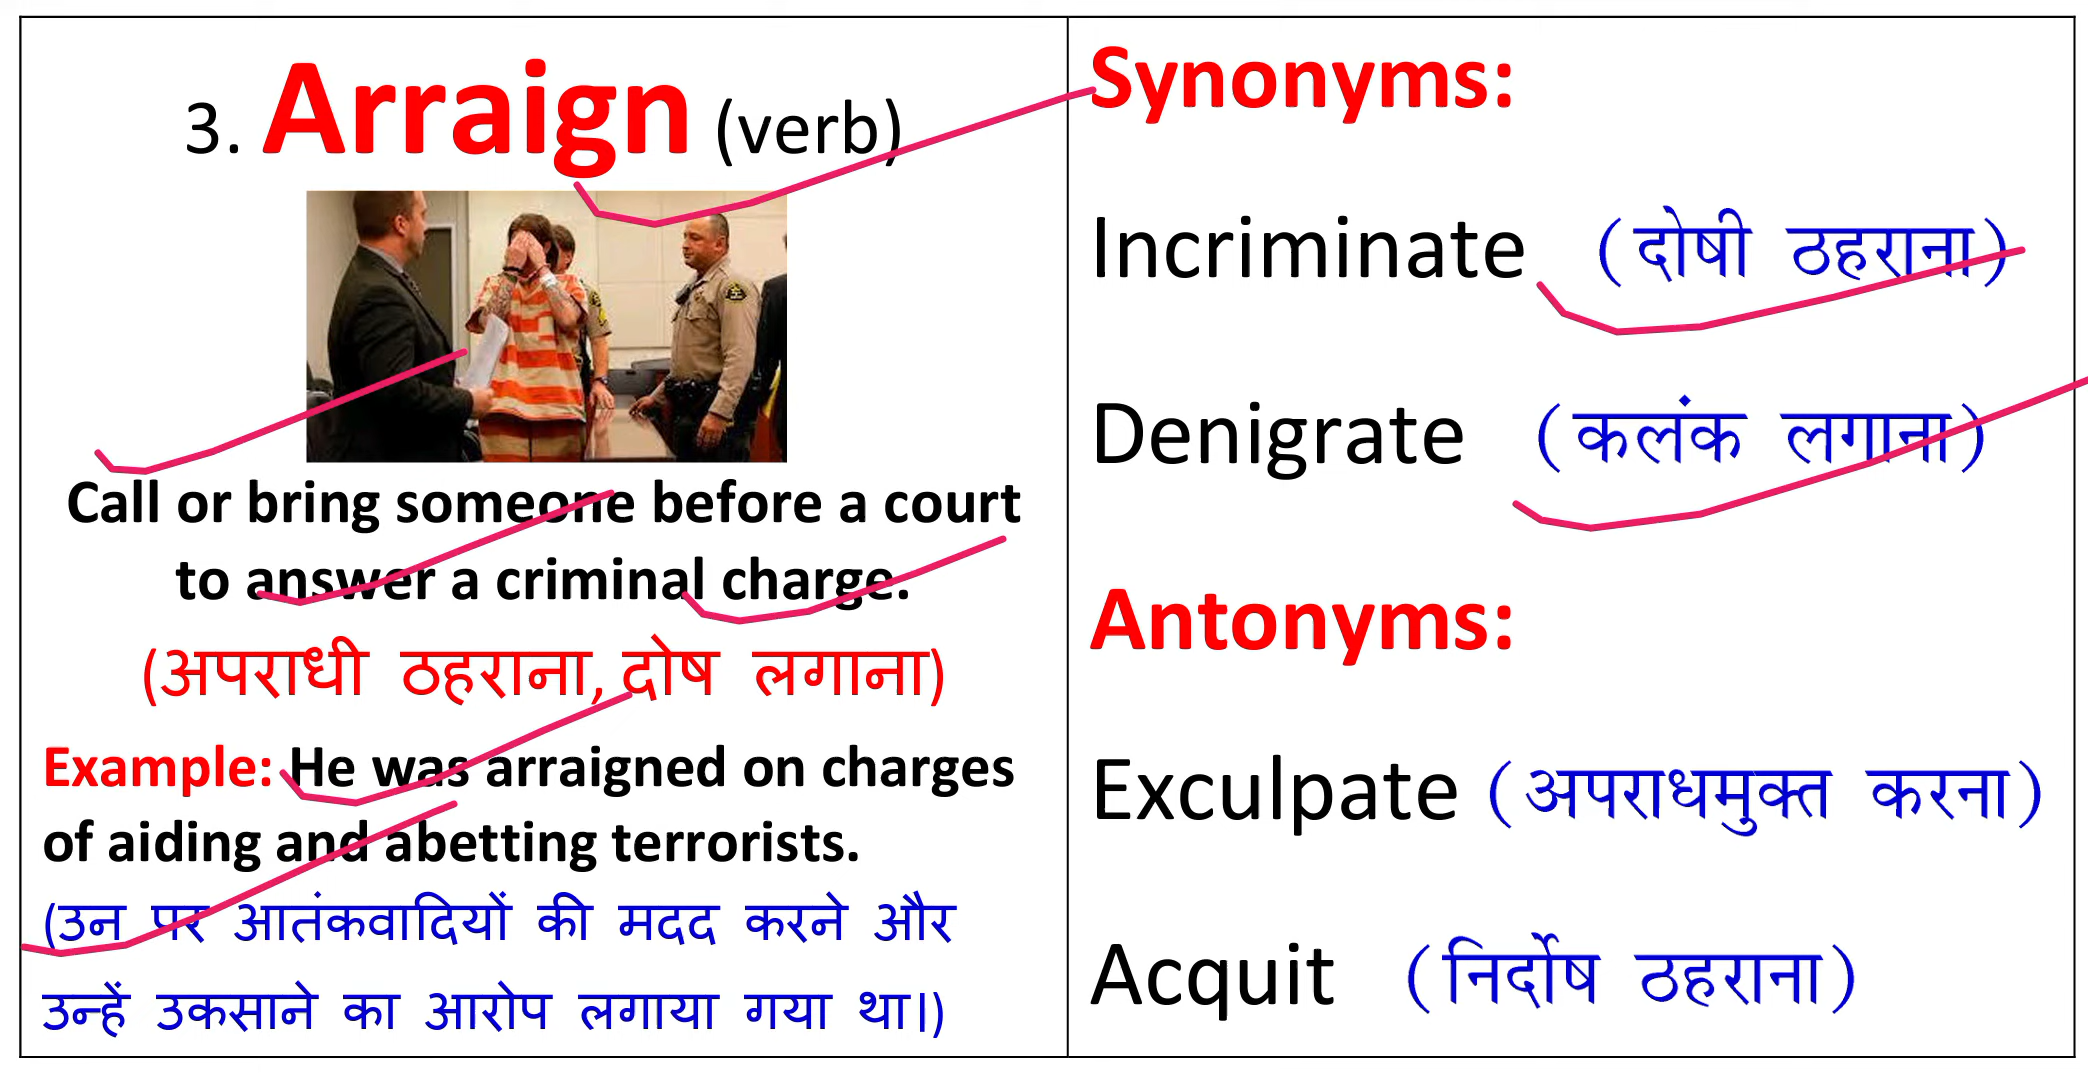 3. Arraign (verb)
Call or bring someone before a court
to answer a criminal charge.
(अपराधी ठहराना, दोष लगाना)
Example: He was arraigned on charges
of aiding and abetting terrorists.
(उन पर आतंकवादियों की मदद करने और
उन्हें उकसाने का आरोप लगाया गया था।)
Synonyms:
Incriminate (दोषी ठहराना)
Denigrate (कलंक लगाना)
Antonyms:
Exculpate (अपराधमुक्त करना)
Acquit (निर्दोष ठहराना)